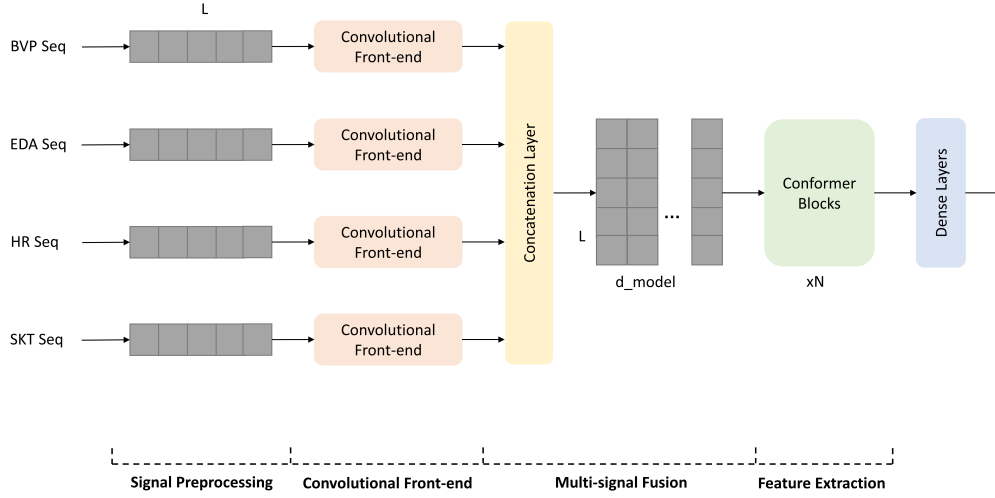 L
BVP Seq
Convolutional
Front-end
EDA Seq
Convolutional
Front-end
HR Seq
Convolutional
Front-end
SKT Seq
Convolutional
Front-end
Concatenation Layer
L
...
d_model
Conformer
Blocks
xN
Dense Layers
Signal Preprocessing
Convolutional Front-end
Multi-signal Fusion
Feature Extraction